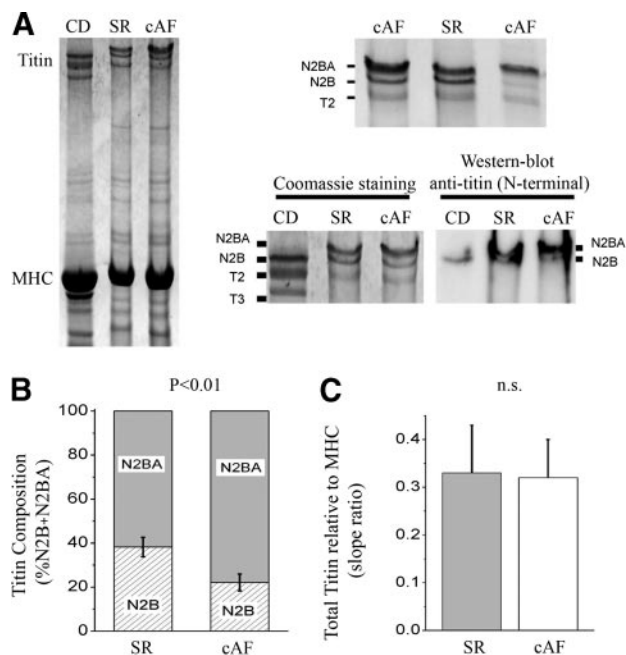 A
CD SR cAF
Titin
MHC
cAF SR cAF
N2BA
N2B
T2
Western-blot
Coomassie staining anti-titin (N-terminal)
CD SR cAF CD SR cAF
N2BA
N2B
T2
T3
N2BA
N2B
B
P<0.01
Titin Composition
(%N2B+N2BA)
100
80
60
40
20
0
N2BA N2BA
N2B N2B
SR cAF
C
n.s.
Total Titin relative to MHC
(slope ratio)
0.4
0.3
0.2
0.1
0.0
SR cAF